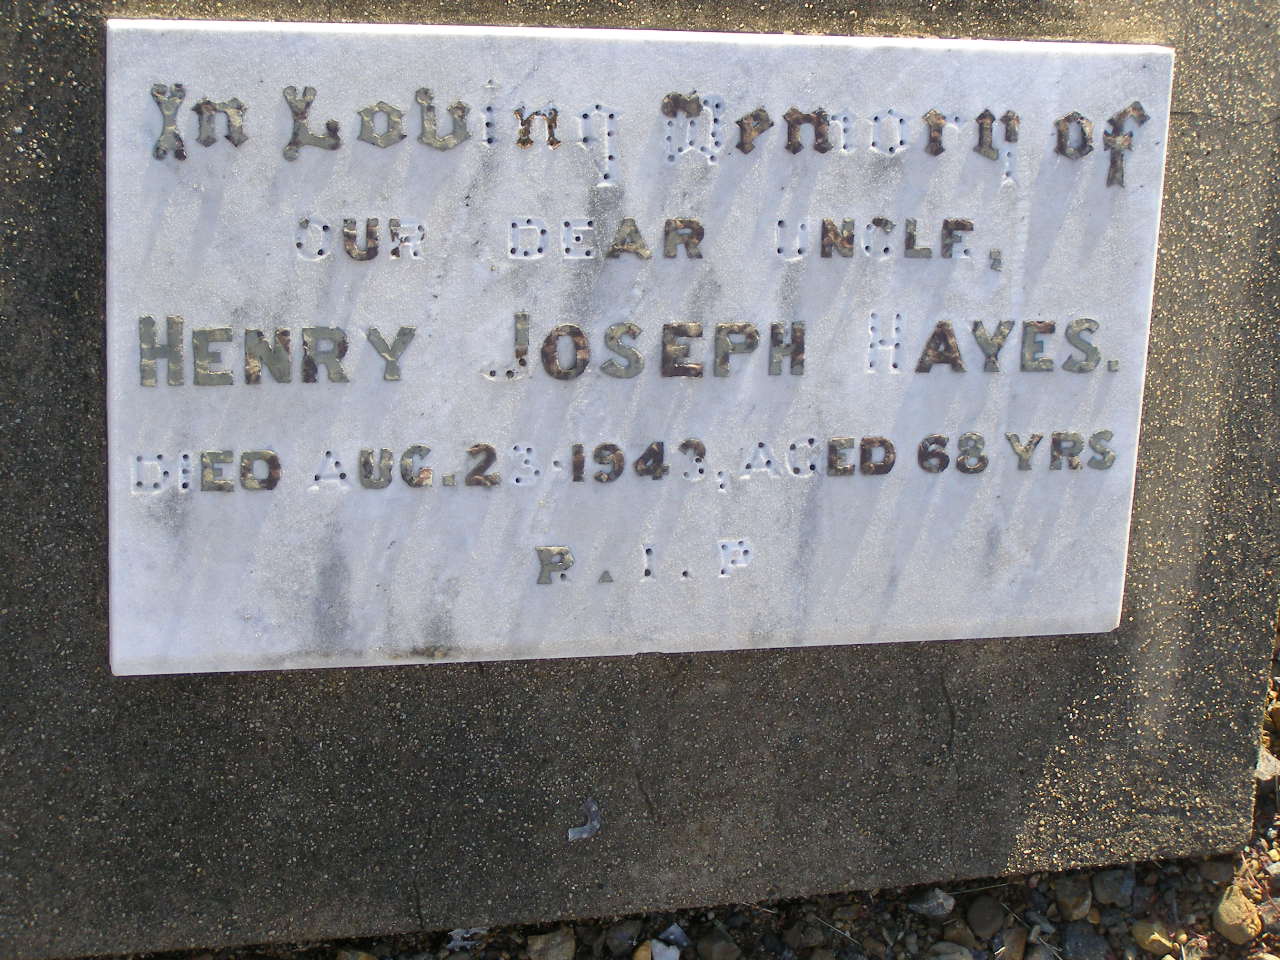 In Loving Memory of
OUR DEAR UNCLE,
HENRY JOSEPH HAYES.
DIED AUG. 23. 1943, AGED 68 YRS
R.I.P